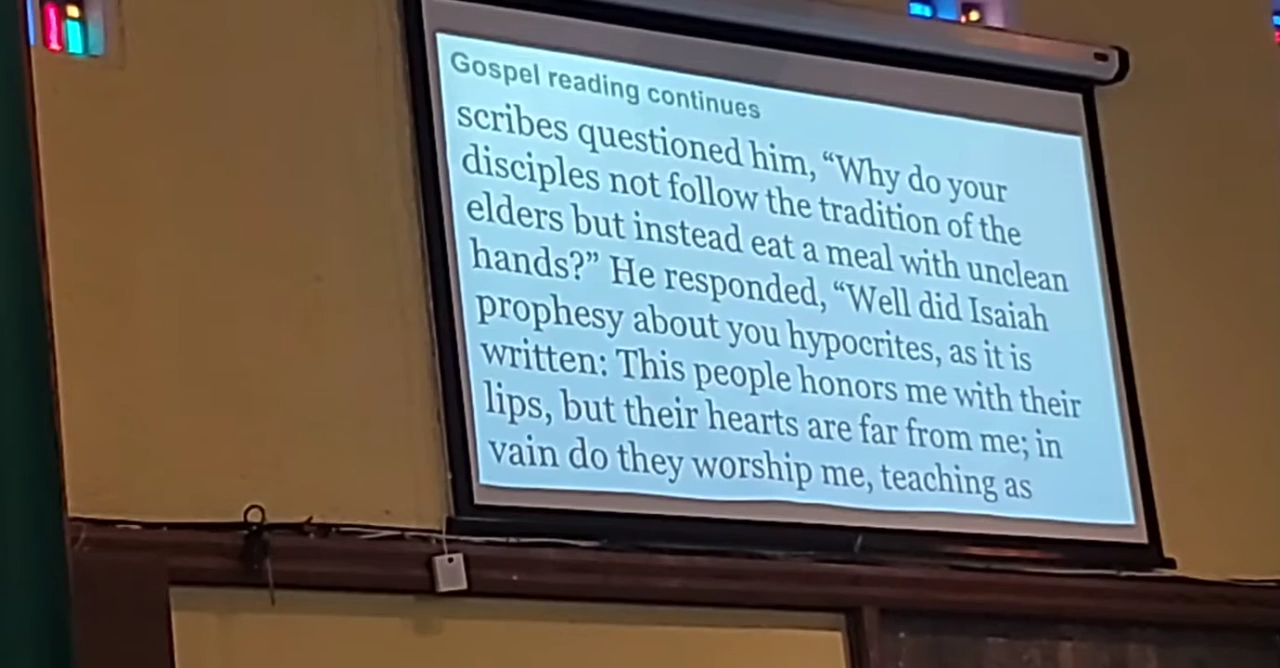 Gospel reading continues
scribes questioned him, “Why do your
disciples not follow the tradition of the
elders but instead eat a meal with unclean
hands?” He responded, “Well did Isaiah
prophesy about you hypocrites, as it is
written: This people honors me with their
lips, but their hearts are far from me; in
vain do they worship me, teaching as